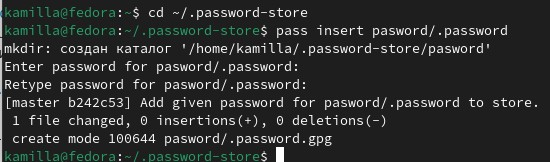 kamilla@fedora:~$ cd ~/.password-store
kamilla@fedora:~/.password-store$ pass insert pasword/.password
mkdir: создан каталог '/home/kamilla/.password-store/pasword'
Enter password for pasword/.password:
Retype password for pasword/.password:
[master b242c53] Add given password for pasword/.password to store.
 1 file changed, 0 insertions(+), 0 deletions(-)
 create mode 100644 pasword/.password.gpg
kamilla@fedora:~/.password-store$